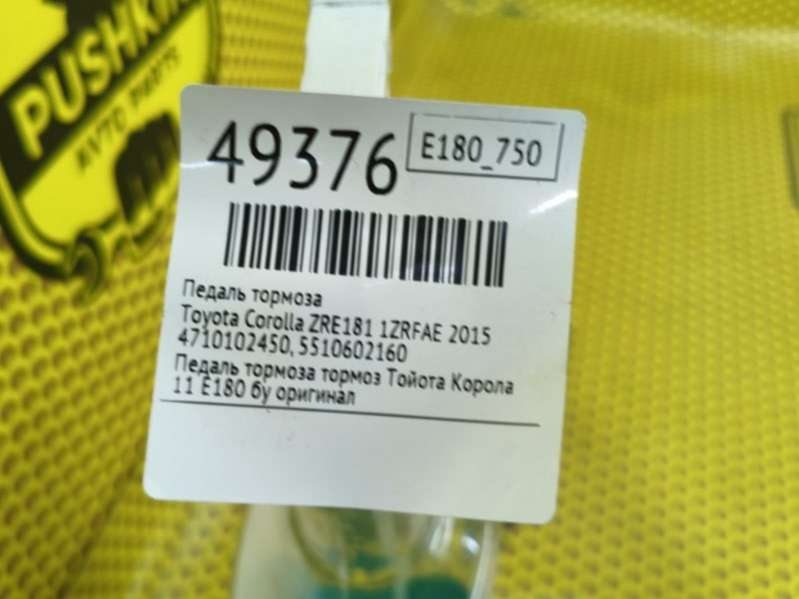 PUSHKIN
AVTO PARTS
49376
E180_750
Педаль тормоза
Toyota Corolla ZRE181 1ZRFAE 2015
4710102450, 5510602160
Педаль тормоза тормоз Тойота Корола
11 E180 бу оригинал